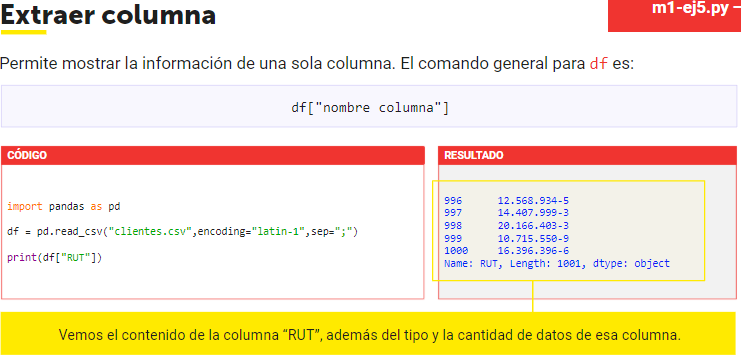 Extraer columna
m1-ej5.py –
Permite mostrar la información de una sola columna. El comando general para df es:
df["nombre columna"]
CÓDIGO
import pandas as pd
df = pd.read_csv("clientes.csv",encoding="latin-1",sep=";")
print(df["RUT"])
RESULTADO
996 12.568.934-5
997 14.407.999-3
998 20.166.403-3
999 10.715.550-9
1000 16.396.396-6
Name: RUT, Length: 1001, dtype: object
Vemos el contenido de la columna “RUT”, además del tipo y la cantidad de datos de esa columna.